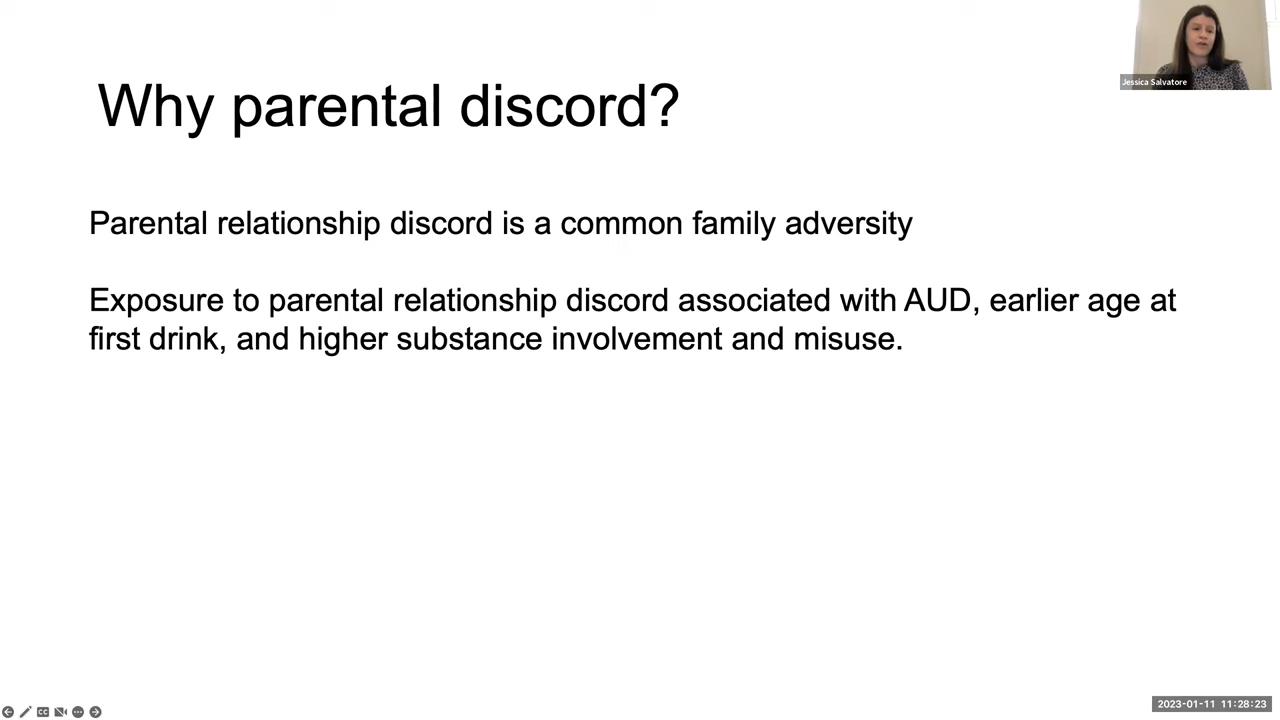 Why parental discord?
Jessica Salvatore
Parental relationship discord is a common family adversity
Exposure to parental relationship discord associated with AUD, earlier age at
first drink, and higher substance involvement and misuse.
CC
2023-01-11 11:28:23